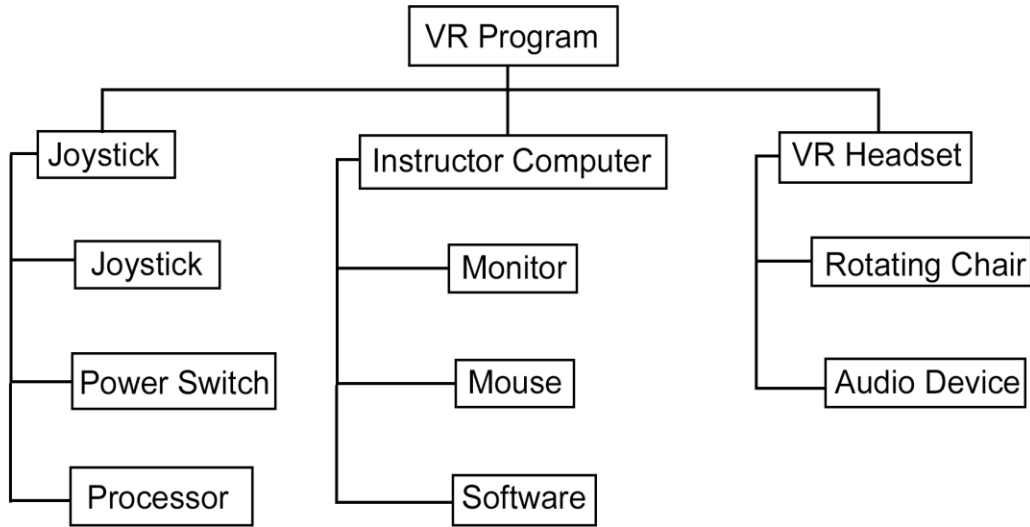 VR Program
Joystick
Joystick
Power Switch
Processor
Instructor Computer
Monitor
Mouse
Software
VR Headset
Rotating Chair
Audio Device